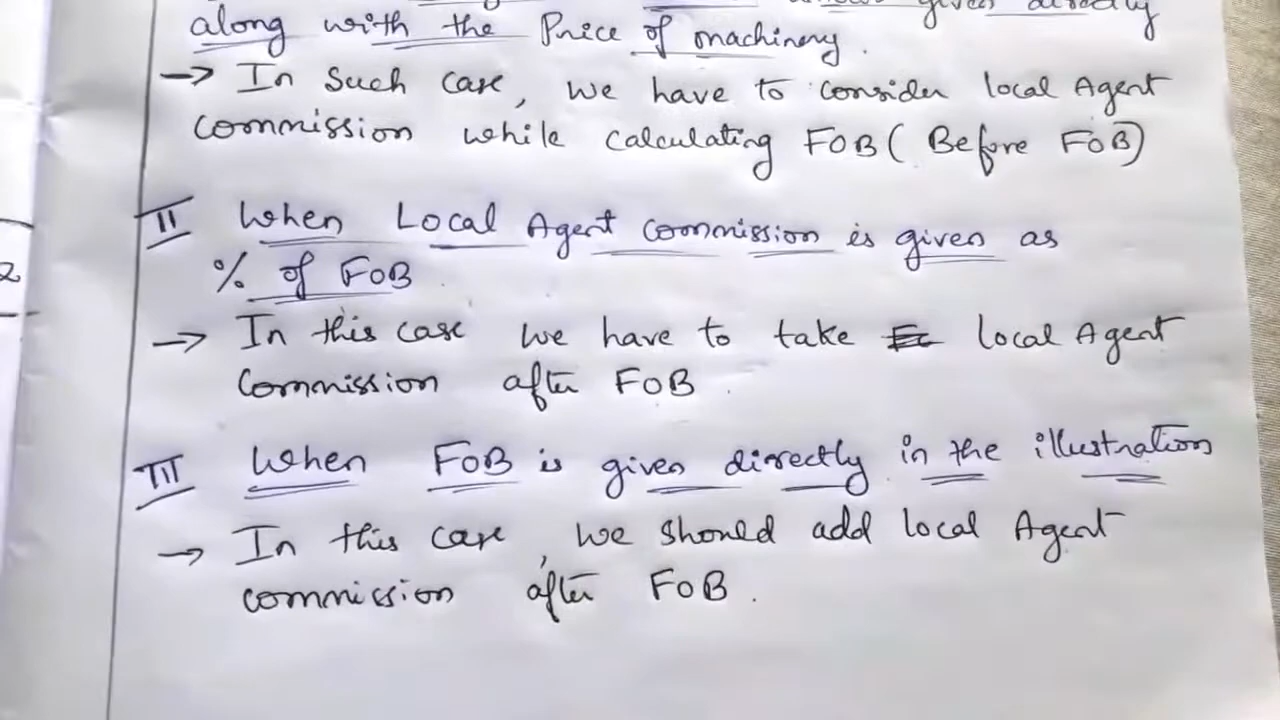 given directly
along with the Price of machinery.
→ In Such case, we have to consider local Agent
commission while calculating FOB ( Before FOB)
II When Local Agent commission is given as
% of FOB
2
→ In this case we have to take local Agent
Commission after FOB.
III When FOB is given directly in the illustration
→ In this case, we should add local Agent
commission after FOB.